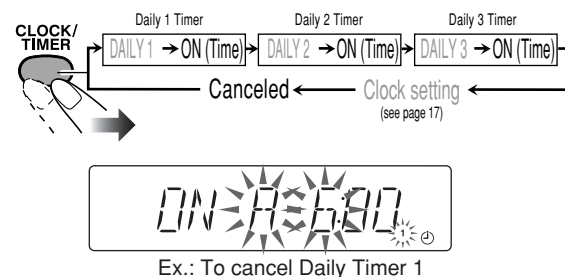 Daily 1 Timer Daily 2 Timer Daily 3 Timer
CLOCK/
TIMER
DAILY 1 ON (Time) DAILY 2 ON (Time) DAILY 3 ON (Time)
Canceled Clock setting
(see page 17)
ON A 6:00
1
Ex.: To cancel Daily Timer 1